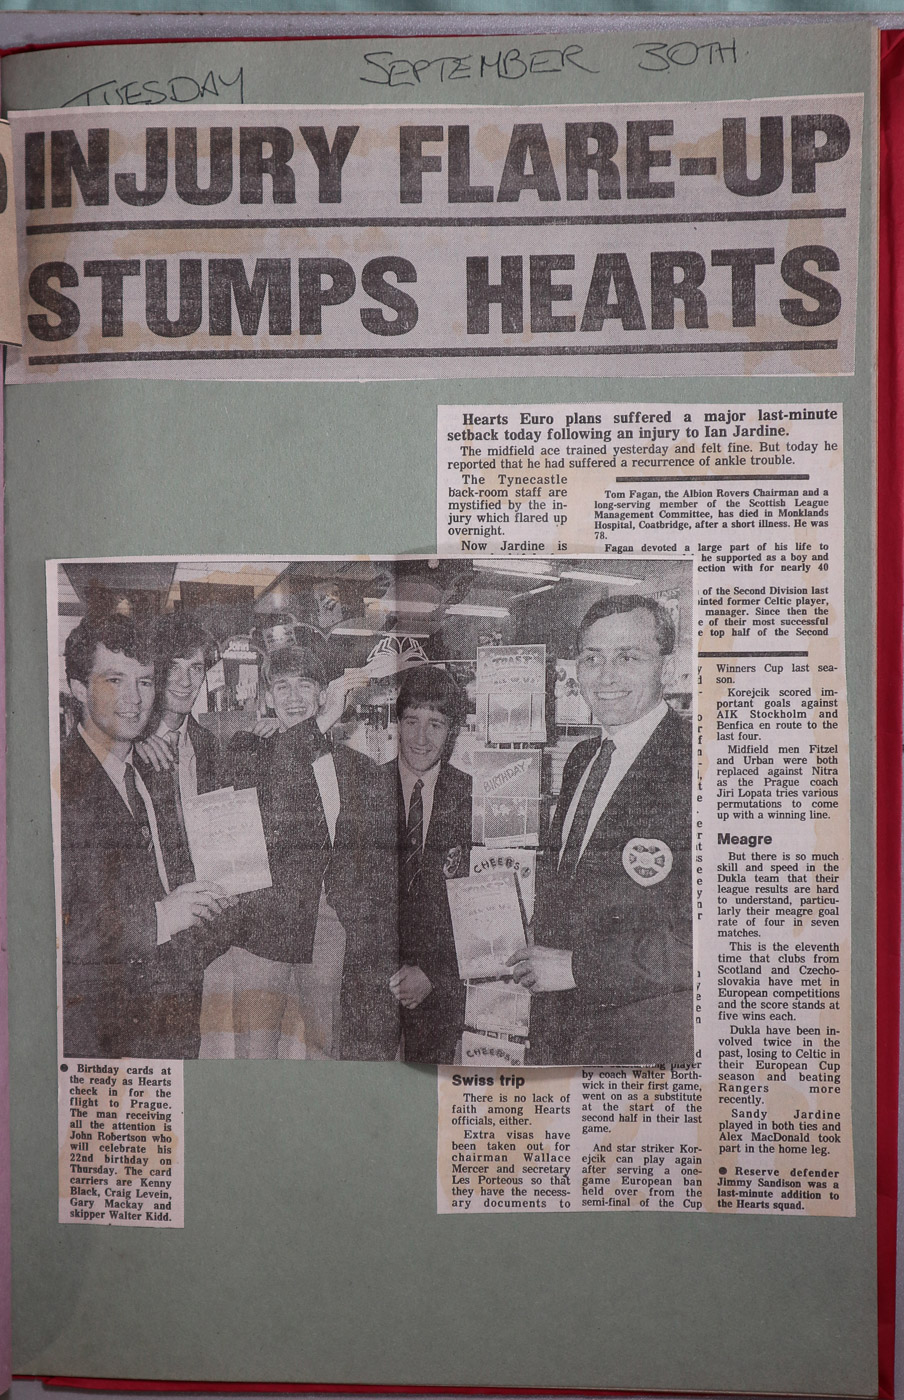 TUESDAY SEPTEMBER 30TH.
INJURY FLARE-UP
STUMPS HEARTS
Hearts Euro plans suffered a major last-minute
setback today following an injury to Ian Jardine.
The midfield ace trained yesterday and felt fine. But today he
reported that he had suffered a recurrence of ankle trouble.
The Tynecastle
back-room staff are
mystified by the in-
jury which flared up
overnight.
Now Jardine is
Tom Fagan, the Albion Rovers Chairman and a
long-serving member of the Scottish League
Management Committee, has died in Monklands
Hospital, Coatbridge, after a short illness. He was
78.
Fagan devoted a large part of his life to
he supported as a boy and
ection with for nearly 40
of the Second Division last
inted former Celtic player,
manager. Since then the
e of their most successful
e top half of the Second
BIRTHDAY
CHEERS
CHEERS
● Birthday cards at
the ready as Hearts
check in for the
flight to Prague.
The man receiving
all the attention is
John Robertson who
will celebrate his
22nd birthday on
Thursday. The card
carriers are Kenny
Black, Craig Levein,
Gary Mackay and
skipper Walter Kidd.
Swiss trip
There is no lack of
faith among Hearts
officials, either.
Extra visas have
been taken out for
chairman Wallace
Mercer and secretary
Les Porteous so that
they have the necess-
ary documents to
player
by coach Walter Borth-
wick in their first game,
went on as a substitute
at the start of the
second half in their last
game.
And star striker Kor-
ejcik can play again
after serving a one-
game European ban
held over from the
semi-final of the Cup
Winners Cup last sea-
son.
Korejcik scored im-
portant goals against
AIK Stockholm and
Benfica en route to the
last four.
Midfield men Fitzel
and Urban were both
replaced against Nitra
as the Prague coach
Jiri Lopata tries various
permutations to come
up with a winning line.
Meagre
But there is so much
skill and speed in the
Dukla team that their
league results are hard
to understand, particu-
larly their meagre goal
rate of four in seven
matches.
This is the eleventh
time that clubs from
Scotland and Czecho-
slovakia have met in
European competitions
and the score stands at
five wins each.
Dukla have been in-
volved twice in the
past, losing to Celtic in
their European Cup
season and beating
Rangers more
recently.
Sandy Jardine
played in both ties and
Alex MacDonald took
part in the home leg.
● Reserve defender
Jimmy Sandison was a
last-minute addition to
the Hearts squad.